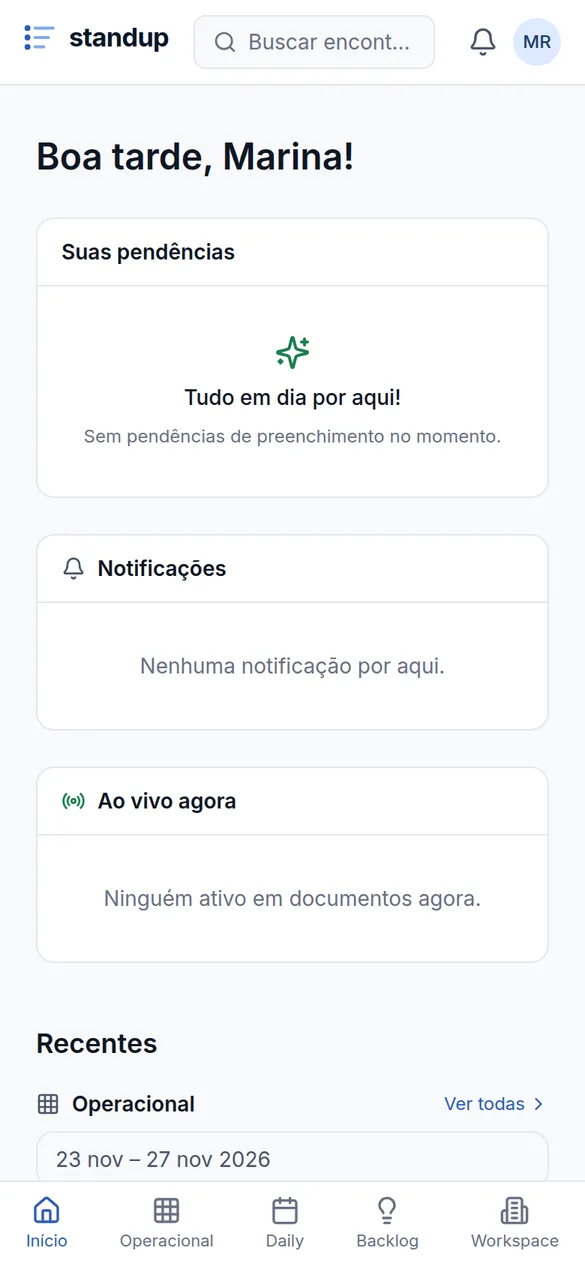 standup
Buscar encont...
MR
Boa tarde, Marina!
Suas pendências
Tudo em dia por aqui!
Sem pendências de preenchimento no momento.
Notificações
Nenhuma notificação por aqui.
Ao vivo agora
Ninguém ativo em documentos agora.
Recentes
Operacional
Ver todas
23 nov – 27 nov 2026
Início
Operacional
Daily
Backlog
Workspace